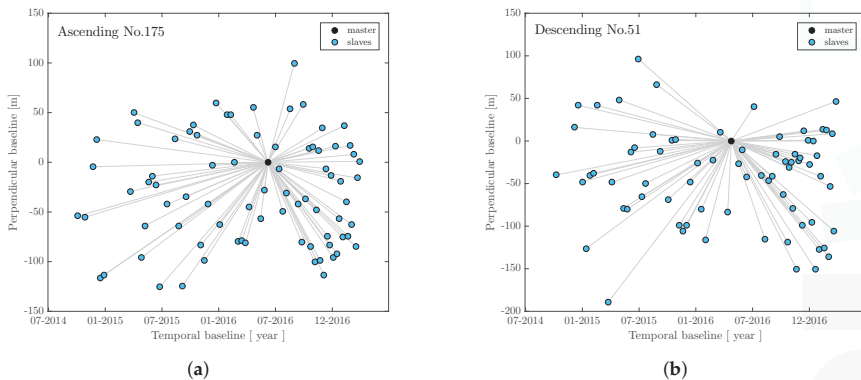 Ascending No.175
master
slaves
150
100
50
0
-50
-100
-150
Perpendicular baseline [m]
07-2014
01-2015
07-2015
01-2016
07-2016
12-2016
Temporal baseline [ year ]
(a)
Descending No.51
master
slaves
150
100
50
0
-50
-100
-150
-200
Perpendicular baseline [m]
07-2014
01-2015
07-2015
01-2016
07-2016
12-2016
Temporal baseline [ year ]
(b)